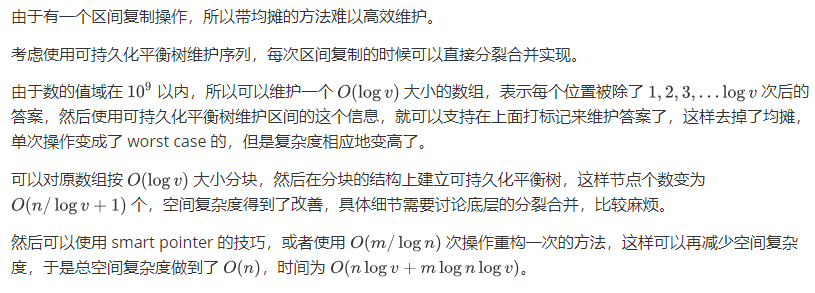 由于有一个区间复制操作，所以带均摊的方法难以高效维护。
考虑使用可持久化平衡树维护序列，每次区间复制的时候可以直接分裂合并实现。
由于数的值域在 10⁹ 以内，所以可以维护一个 O(log v) 大小的数组，表示每个位置被除了 1, 2, 3, … log v 次后的
答案，然后使用可持久化平衡树维护区间的这个信息，就可以支持在上面打标记来维护答案了，这样去掉了均摊，
单次操作变成了 worst case 的，但是复杂度相应地变高了。
可以对原数组按 O(log v) 大小分块，然后在分块的结构上建立可持久化平衡树，这样节点个数变为
O(n/ log v + 1) 个，空间复杂度得到了改善，具体细节需要讨论底层的分裂合并，比较麻烦。
然后可以使用 smart pointer 的技巧，或者使用 O(m/ log n) 次操作重构一次的方法，这样可以再减少空间复杂
度，于是总空间复杂度做到了 O(n)，时间为 O(n log v + m log n log v)。